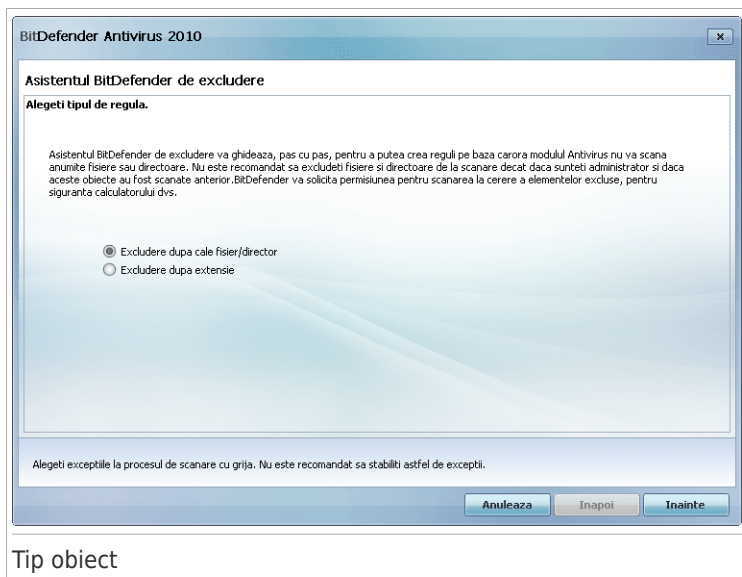 BitDefender Antivirus 2010
x
Asistentul BitDefender de excludere
Alegeti tipul de regula.
Asistentul BitDefender de excludere va ghideaza, pas cu pas, pentru a putea crea reguli pe baza carora modulul Antivirus nu va scana
anumite fisiere sau directoare. Nu este recomandat sa excludeti fisiere si directoare de la scanare decat daca sunteti administrator si daca
aceste obiecte au fost scanate anterior.BitDefender va solicita permisiunea pentru scanarea la cerere a elementelor excluse, pentru
siguranta calculatorului dvs.
Excludere dupa cale fisier/director
Excludere dupa extensie
Alegeti exceptiile la procesul de scanare cu grija. Nu este recomandat sa stabiliti astfel de exceptii.
Anuleaza Inapoi Inainte
Tip obiect